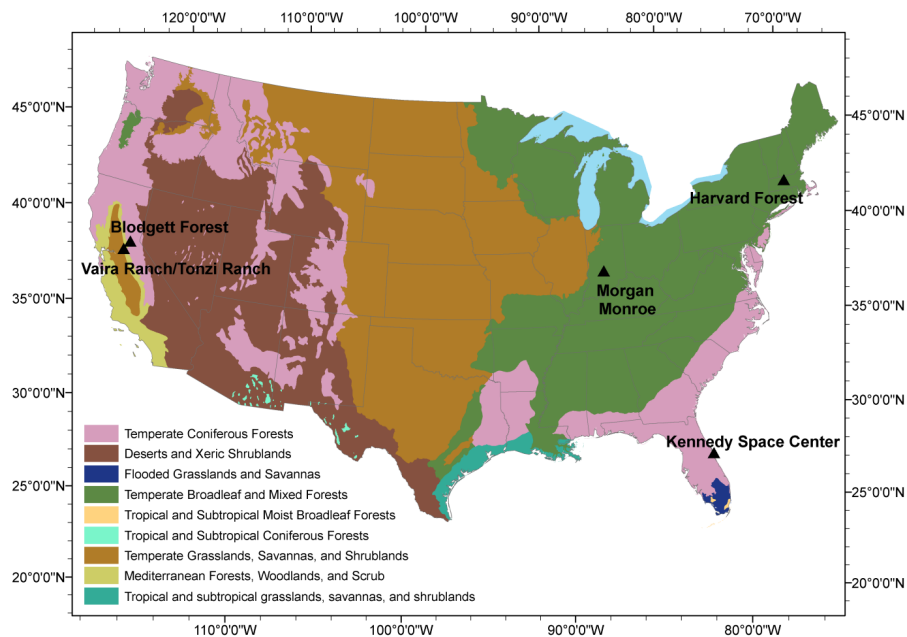 120°0'0"W 110°0'0"W 100°0'0"W 90°0'0"W 80°0'0"W 70°0'0"W
45°0'0"N 45°0'0"N
Harvard Forest
40°0'0"N 40°0'0"N
Blodgett Forest
Vaira Ranch/Tonzi Ranch
Morgan
Monroe
35°0'0"N 35°0'0"N
30°0'0"N 30°0'0"N
Kennedy Space Center
25°0'0"N 25°0'0"N
20°0'0"N 20°0'0"N
Temperate Coniferous Forests
Deserts and Xeric Shrublands
Flooded Grasslands and Savannas
Temperate Broadleaf and Mixed Forests
Tropical and Subtropical Moist Broadleaf Forests
Tropical and Subtropical Coniferous Forests
Temperate Grasslands, Savannas, and Shrublands
Mediterranean Forests, Woodlands, and Scrub
Tropical and subtropical grasslands, savannas, and shrublands
110°0'0"W 100°0'0"W 90°0'0"W 80°0'0"W